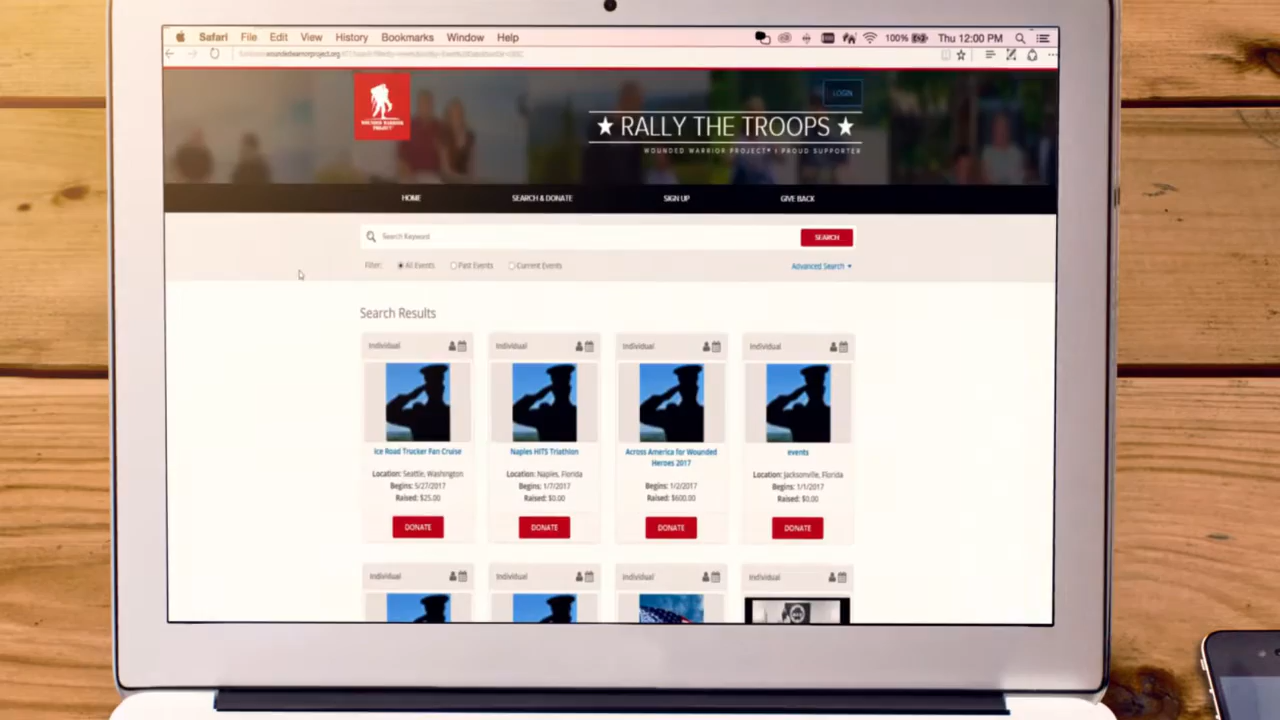 Safari File Edit View History Bookmarks Window Help 100% Thu 12:00 PM
LOGIN
WOUNDED WARRIOR
PROJECT
★ RALLY THE TROOPS ★
WOUNDED WARRIOR PROJECT® | PROUD SUPPORTER
HOME SEARCH & DONATE SIGN UP GIVE BACK
Search Keyword SEARCH
Filter: All Events Past Events Current Events Advanced Search
Search Results
Individual Individual Individual Individual
Ice Road Trucker Fan Cruise
Location: Seattle, Washington
Begins: 5/27/2017
Raised: $25.00
DONATE
Naples HITS Triathlon
Location: Naples, Florida
Begins: 1/7/2017
Raised: $0.00
DONATE
Across America for Wounded
Heroes 2017
Begins: 1/2/2017
Raised: $600.00
DONATE
events
Location: Jacksonville, Florida
Begins: 1/1/2017
Raised: $0.00
DONATE
Individual Individual Individual Individual